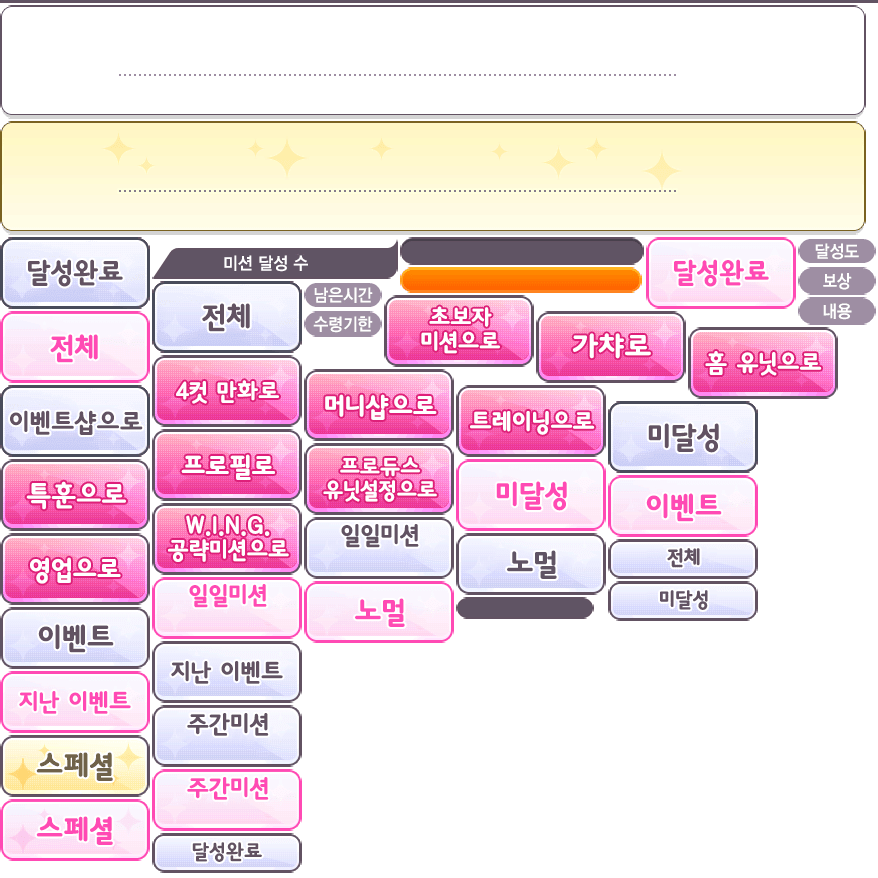 달성완료
미션 달성 수
달성완료
달성도
보상
내용
전체
전체
남은시간
수령기한
초보자
미션으로
가챠로
홈 유닛으로
이벤트샵으로
4컷 만화로
머니샵으로
트레이닝으로
미달성
특훈으로
프로필로
프로듀스
유닛설정으로
미달성
이벤트
영업으로
W.I.N.G.
공략미션으로
일일미션
노멀
전체
이벤트
일일미션
노멀
미달성
지난 이벤트
지난 이벤트
스페셜
주간미션
스페셜
주간미션
달성완료